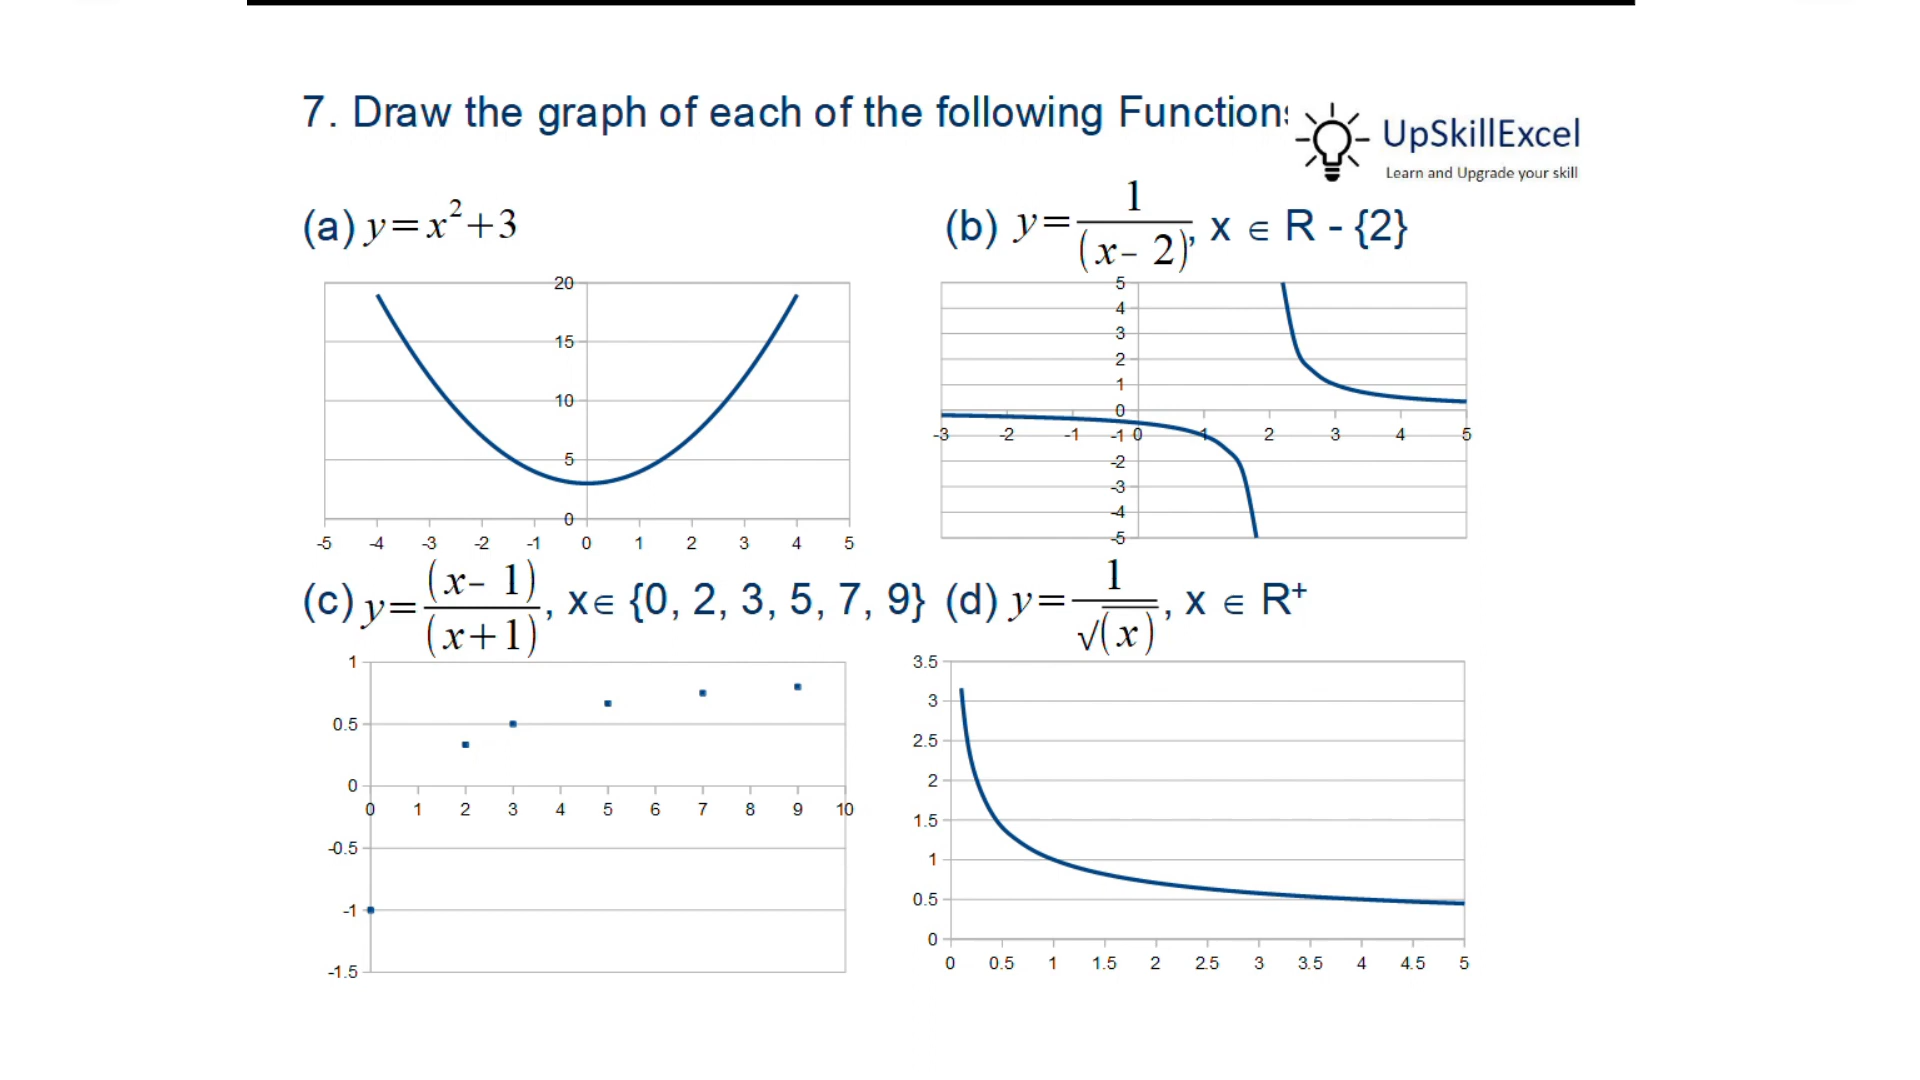 7. Draw the graph of each of the following Functions
UpSkillExcel
Learn and Upgrade your skill
(a) y=x²+3
(b) y=1/(x- 2), x ∈ R - {2}
20
15
10
5
0
-5 -4 -3 -2 -1 0 1 2 3 4 5
5
4
3
2
1
0
-3 -2 -1 0 1 2 3 4 5
-1
-2
-3
-4
-5
(c) y=(x- 1)/(x+1), x∈ {0, 2, 3, 5, 7, 9}
(d) y=1/√(x), x ∈ R⁺
1
0.5
0
0 1 2 3 4 5 6 7 8 9 10
-0.5
-1
-1.5
3.5
3
2.5
2
1.5
1
0.5
0
0 0.5 1 1.5 2 2.5 3 3.5 4 4.5 5